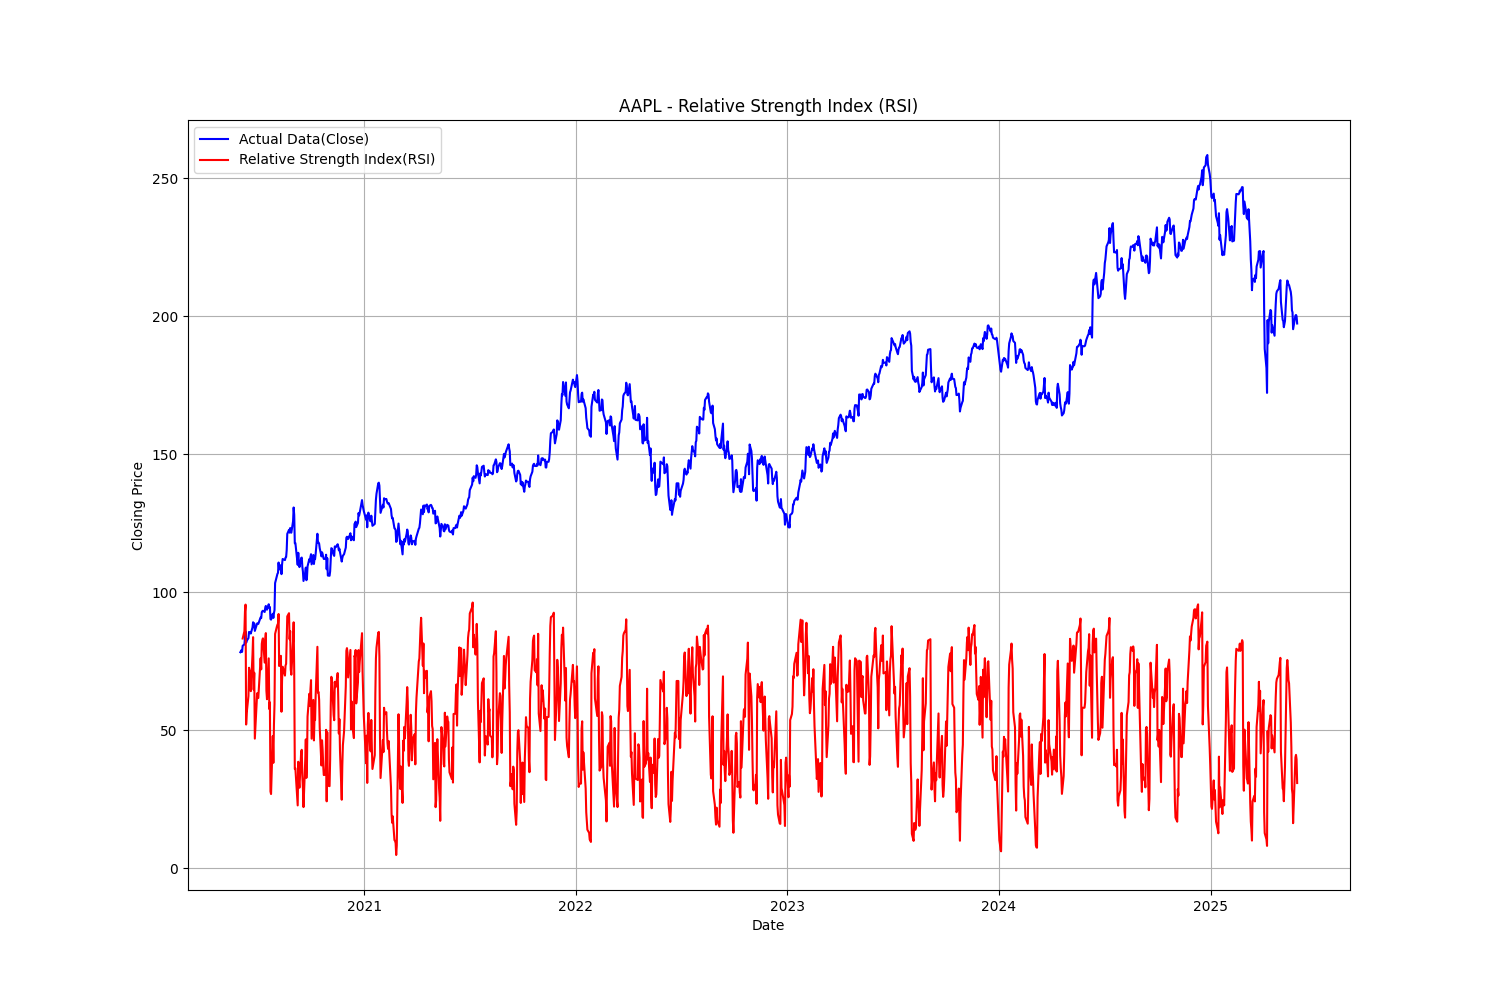 AAPL - Relative Strength Index (RSI)
Actual Data(Close)
Relative Strength Index(RSI)
250
200
150
100
50
0
Closing Price
2021 2022 2023 2024 2025
Date